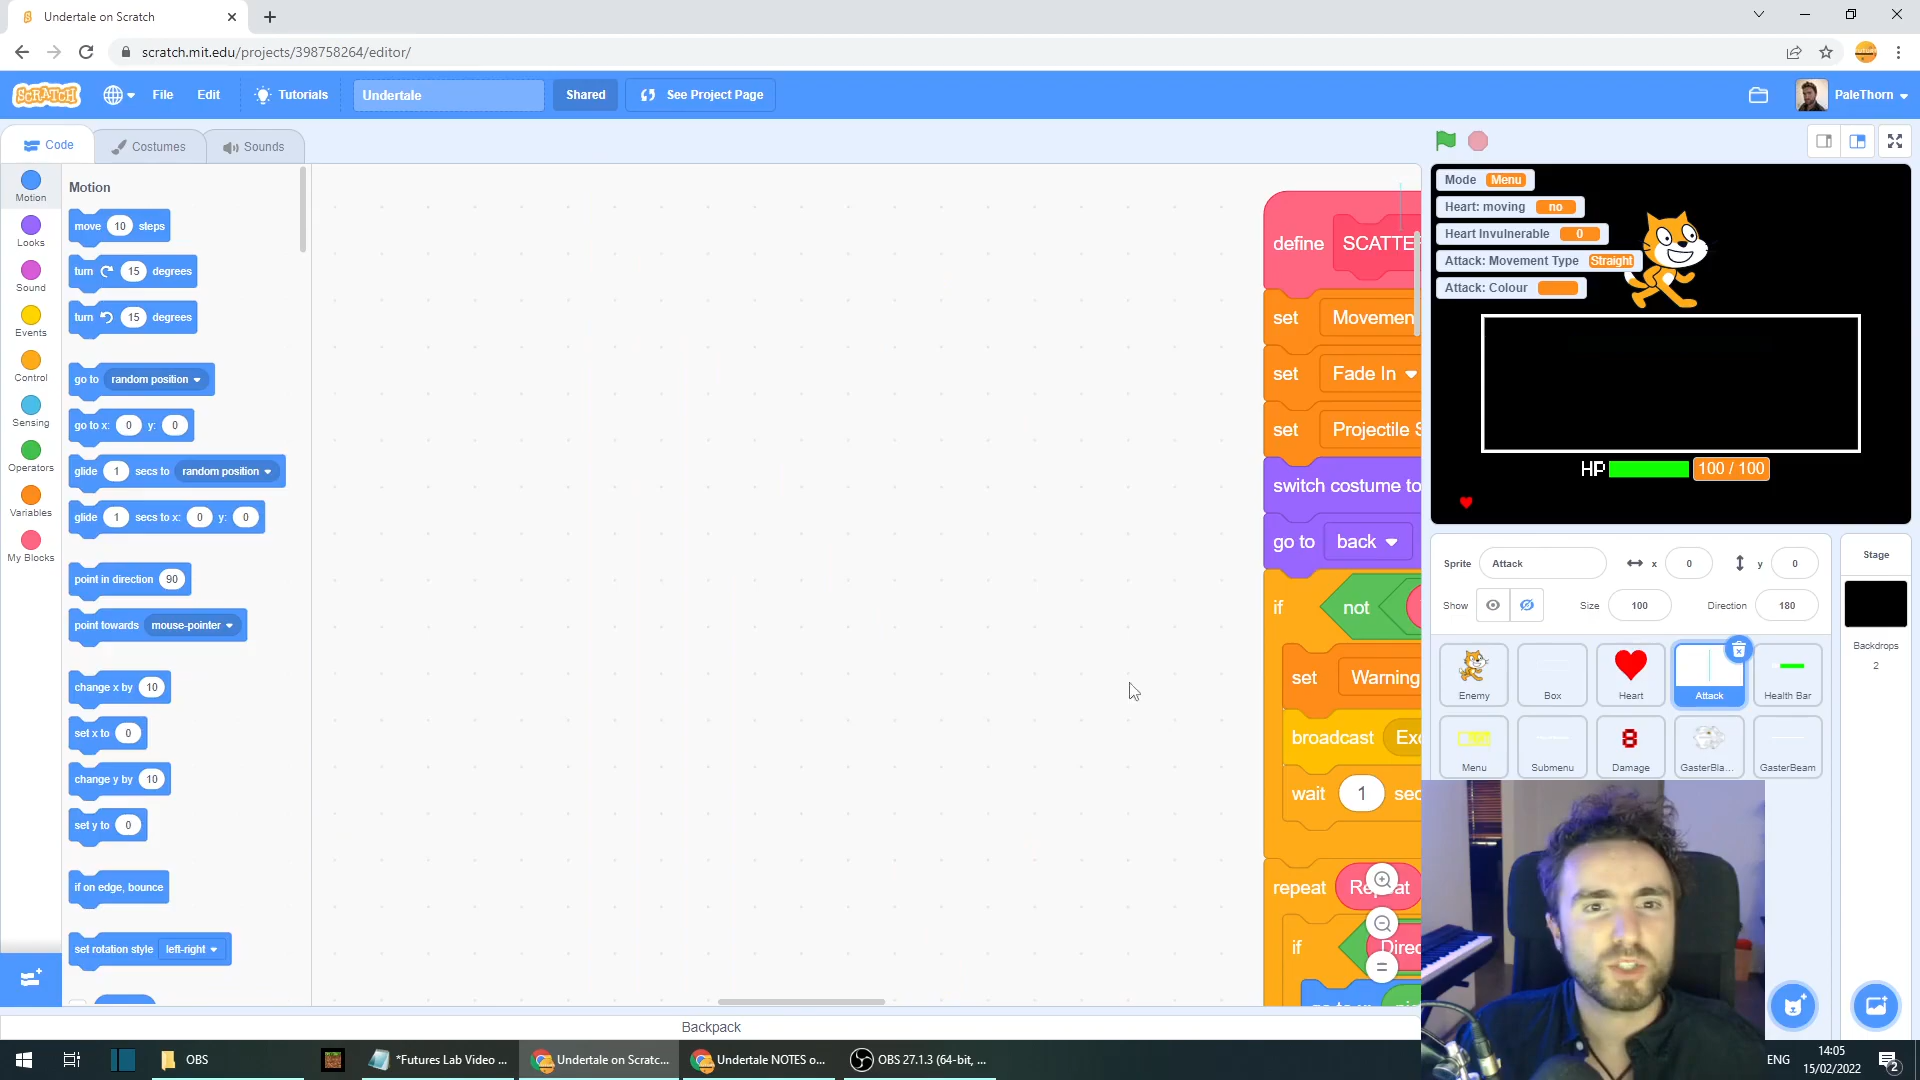 Undertale on Scratch
scratch.mit.edu/projects/398758264/editor/
SCRATCH
File
Edit
Tutorials
Undertale
Shared
See Project Page
PaleThorn
Code
Costumes
Sounds
Motion
Looks
Sound
Events
Control
Sensing
Operators
Variables
My Blocks
Motion
move 10 steps
turn 15 degrees
turn 15 degrees
go to random position
go to x: 0 y: 0
glide 1 secs to random position
glide 1 secs to x: 0 y: 0
point in direction 90
point towards mouse-pointer
change x by 10
set x to 0
change y by 10
set y to 0
if on edge, bounce
set rotation style left-right
define SCATTE
set Movemen
set Fade In
set Projectile S
switch costume to
go to back
if not
set Warning
broadcast Exc
wait 1 sec
repeat
if Direc
Backpack
Mode Menu
Heart: moving no
Heart Invulnerable 0
Attack: Movement Type Straight
Attack: Colour
HP 100 / 100
Sprite Attack x 0 y 0
Show Size 100 Direction 180
Enemy
Box
Heart
Attack
Health Bar
Menu
Submenu
8
Damage
GasterBla...
GasterBeam
Stage
Backdrops
2
OBS
*Futures Lab Video ...
Undertale on Scratc...
Undertale NOTES o...
OBS 27.1.3 (64-bit, ...
ENG
14:05
15/02/2022
2